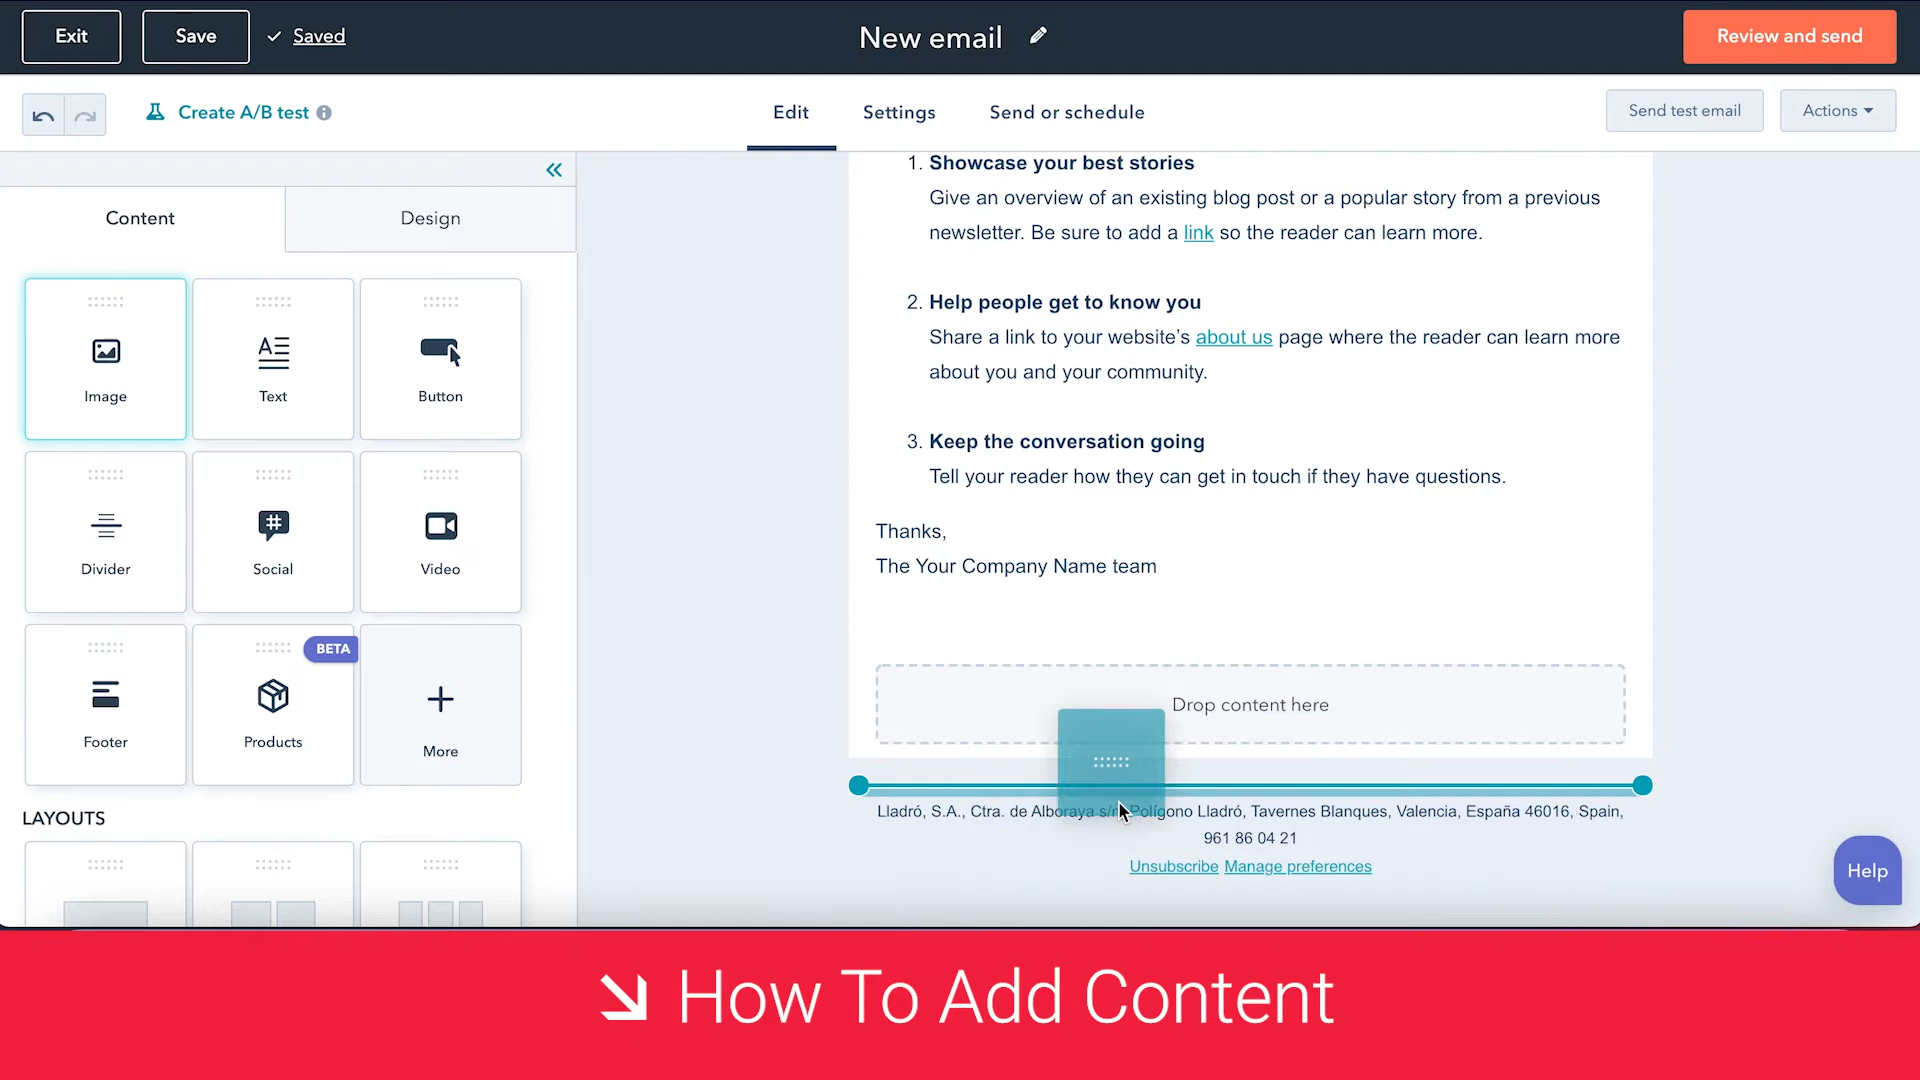 Exit
Save
Saved
New email
Review and send
Create A/B test
Edit
Settings
Send or schedule
Send test email
Actions
Content
Design
Image
Text
Button
Divider
Social
Video
Footer
BETA
Products
More
LAYOUTS
1. Showcase your best stories
Give an overview of an existing blog post or a popular story from a previous
newsletter. Be sure to add a link so the reader can learn more.
2. Help people get to know you
Share a link to your website’s about us page where the reader can learn more
about you and your community.
3. Keep the conversation going
Tell your reader how they can get in touch if they have questions.
Thanks,
The Your Company Name team
Drop content here
Lladró, S.A., Ctra. de Alboraya s/n Polígono Lladró, Tavernes Blanques, Valencia, España 46016, Spain,
961 86 04 21
Unsubscribe Manage preferences
Help
How To Add Content